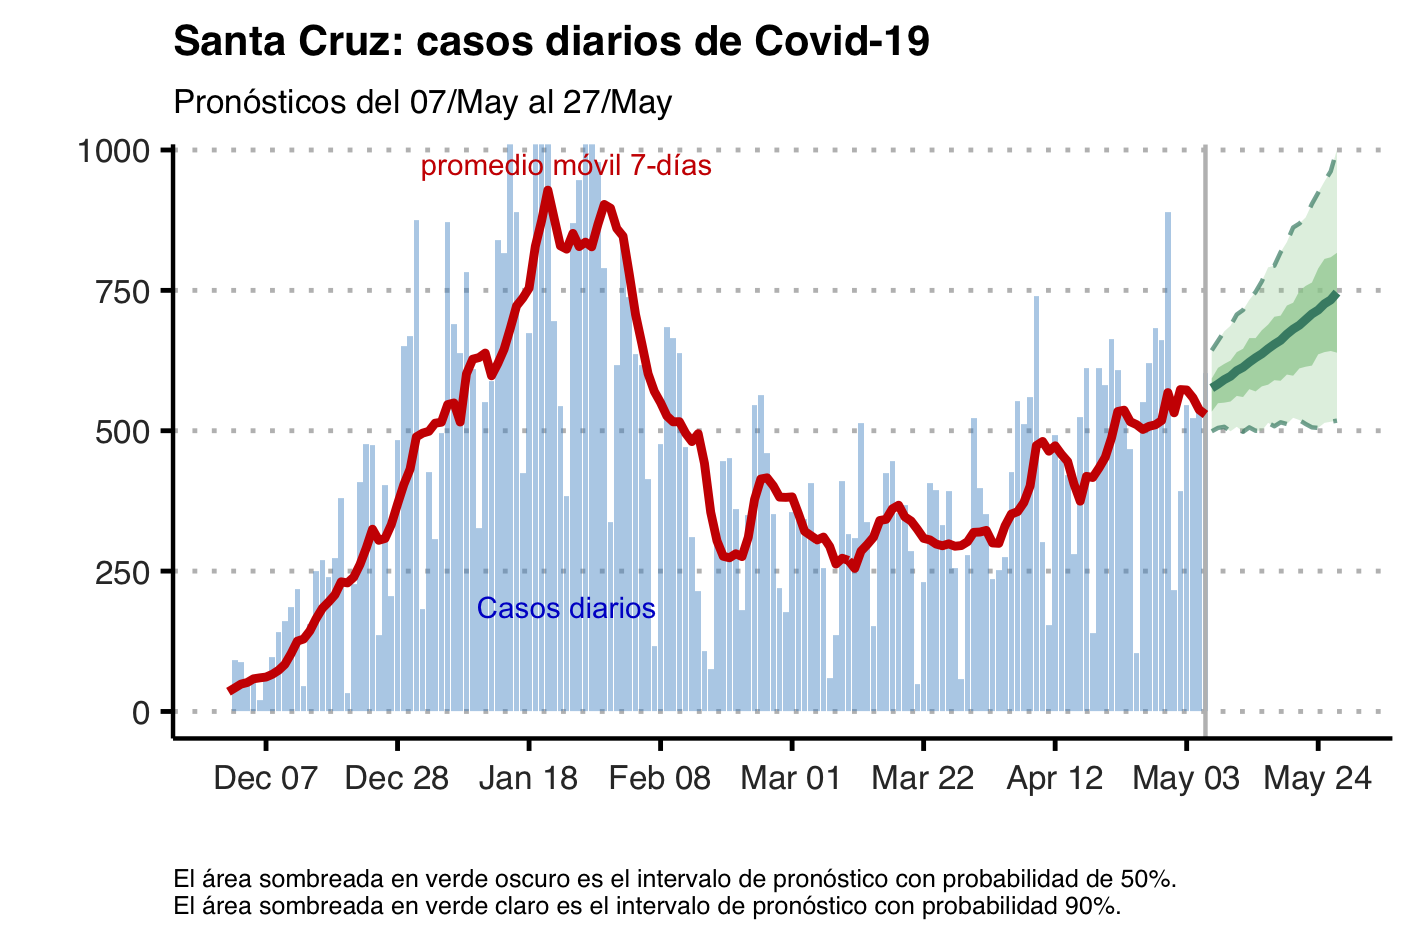 Santa Cruz: casos diarios de Covid-19
Pronósticos del 07/May al 27/May
1000
promedio móvil 7-días
750
500
250
Casos diarios
0
Dec 07 Dec 28 Jan 18 Feb 08 Mar 01 Mar 22 Apr 12 May 03 May 24
El área sombreada en verde oscuro es el intervalo de pronóstico con probabilidad de 50%.
El área sombreada en verde claro es el intervalo de pronóstico con probabilidad 90%.